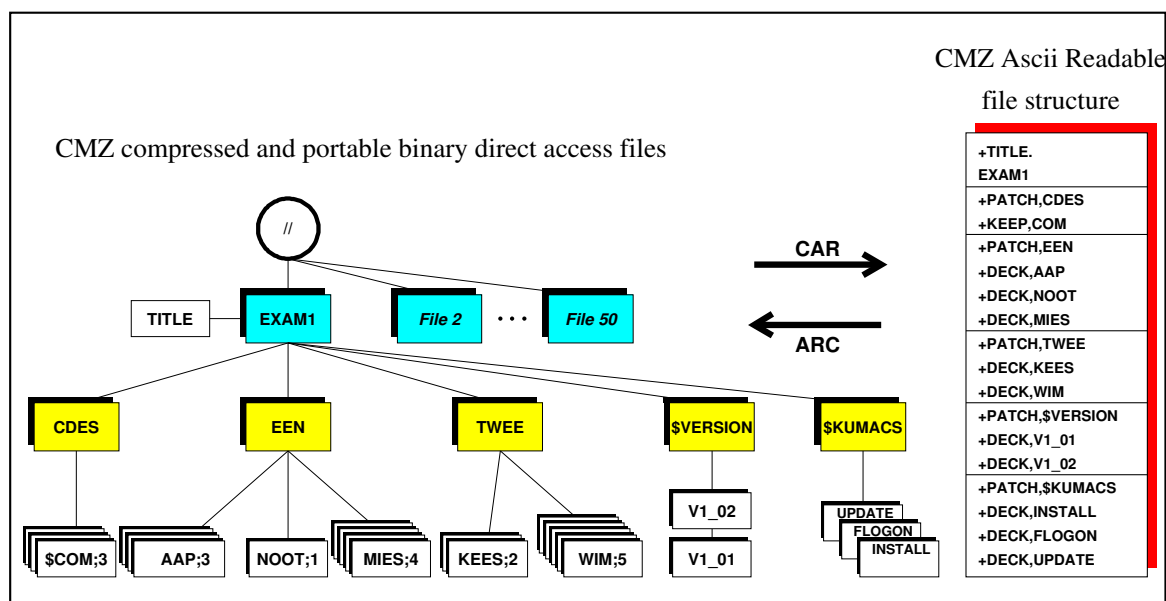 CMZ Ascii Readable
file structure
CMZ compressed and portable binary direct access files
//
TITLE
EXAM1
File 2
• • •
File 50
CAR
ARC
CDES
EEN
TWEE
$VERSION
$KUMACS
$COM;3
AAP;3
NOOT;1
MIES;4
KEES;2
WIM;5
V1_02
V1_01
UPDATE
FLOGON
INSTALL
+TITLE.
EXAM1
+PATCH,CDES
+KEEP,COM
+PATCH,EEN
+DECK,AAP
+DECK,NOOT
+DECK,MIES
+PATCH,TWEE
+DECK,KEES
+DECK,WIM
+PATCH,$VERSION
+DECK,V1_01
+DECK,V1_02
+PATCH,$KUMACS
+DECK,INSTALL
+DECK,FLOGON
+DECK,UPDATE